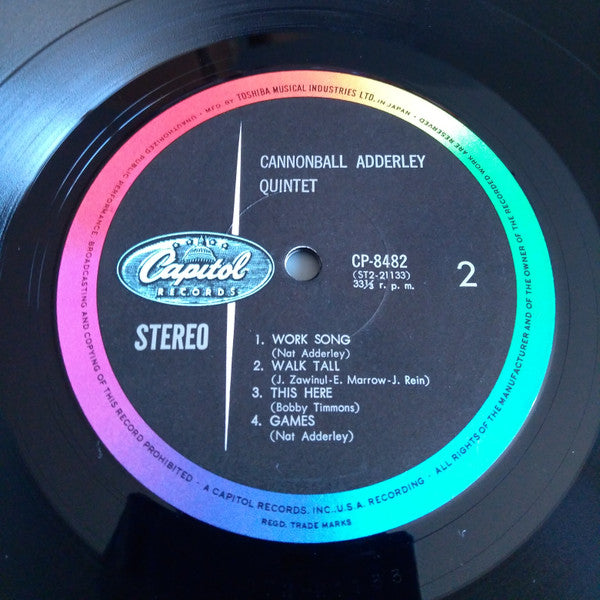 MFD. BY TOSHIBA MUSICAL INDUSTRIES LTD. IN JAPAN • ALL RIGHTS OF THE MANUFACTURER AND OF THE OWNER OF THE RECORDED WORK ARE RESERVED •
UNAUTHORIZED PUBLIC PERFORMANCE, BROADCASTING AND COPYING OF THIS RECORD PROHIBITED •
CANNONBALL ADDERLEY
QUINTET
Capitol
RECORDS
CP-8482
(ST2-21133)
33⅓ r. p. m.
2
STEREO
1. WORK SONG
(Nat Adderley)
2. WALK TALL
(J. Zawinul-E. Marrow-J. Rein)
3. THIS HERE
(Bobby Timmons)
4. GAMES
(Nat Adderley)
A CAPITOL RECORDS, INC., U.S.A. RECORDING.
REGD. TRADE MARKS